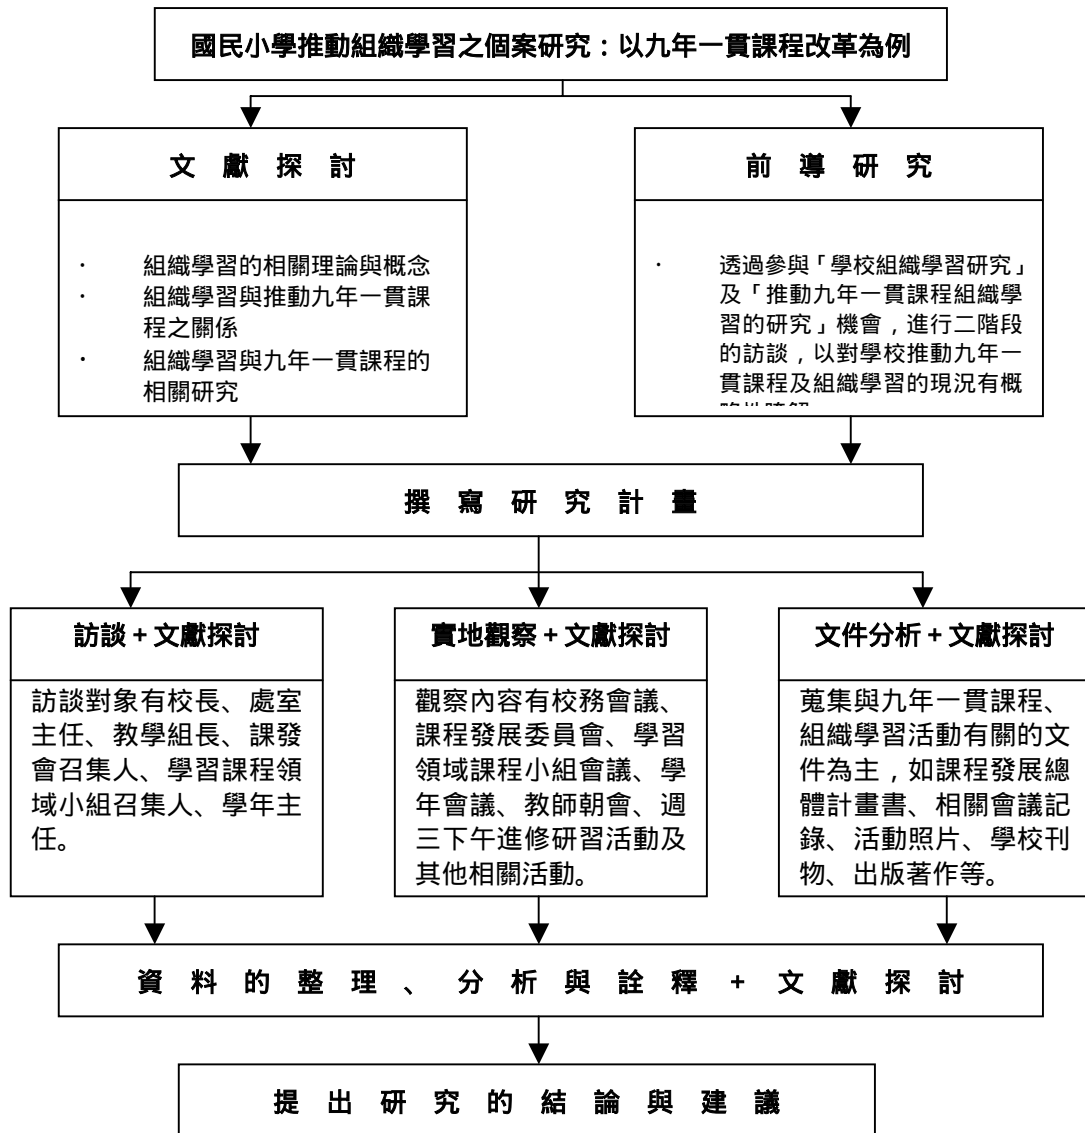 國民小學推動組織學習之個案研究：以九年一貫課程改革為例
文 獻 探 討
· 組織學習的相關理論與概念
· 組織學習與推動九年一貫課
程之關係
· 組織學習與九年一貫課程的
相關研究
前 導 研 究
· 透過參與「學校組織學習研究」
及「推動九年一貫課程組織學
習的研究」機會，進行二階段
的訪談，以對學校推動九年一
貫課程及組織學習的現況有概
撰 寫 研 究 計 畫
訪談 + 文獻探討
訪談對象有校長、處室
主任、教學組長、課發
會召集人、學習課程領
域小組召集人、學年主
任。
實地觀察 + 文獻探討
觀察內容有校務會議、
課程發展委員會、學習
領域課程小組會議、學
年會議、教師朝會、週
三下午進修研習活動及
其他相關活動。
文件分析 + 文獻探討
蒐集與九年一貫課程、
組織學習活動有關的文
件為主，如課程發展總
體計畫書、相關會議記
錄、活動照片、學校刊
物、出版著作等。
資 料 的 整 理 、 分 析 與 詮 釋 + 文 獻 探 討
提 出 研 究 的 結 論 與 建 議